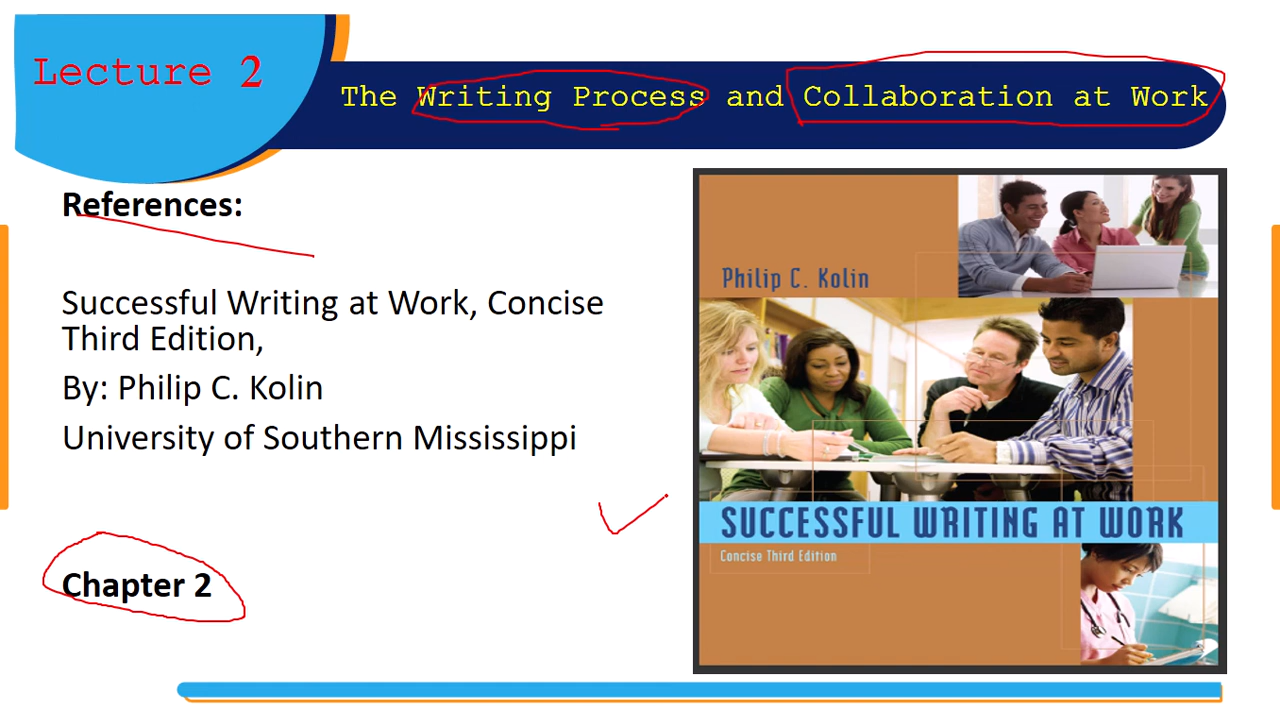 Lecture 2
The Writing Process and Collaboration at Work
References:
Successful Writing at Work, Concise
Third Edition,
By: Philip C. Kolin
University of Southern Mississippi
Chapter 2
Philip C. Kolin
SUCCESSFUL WRITING AT WORK
Concise Third Edition